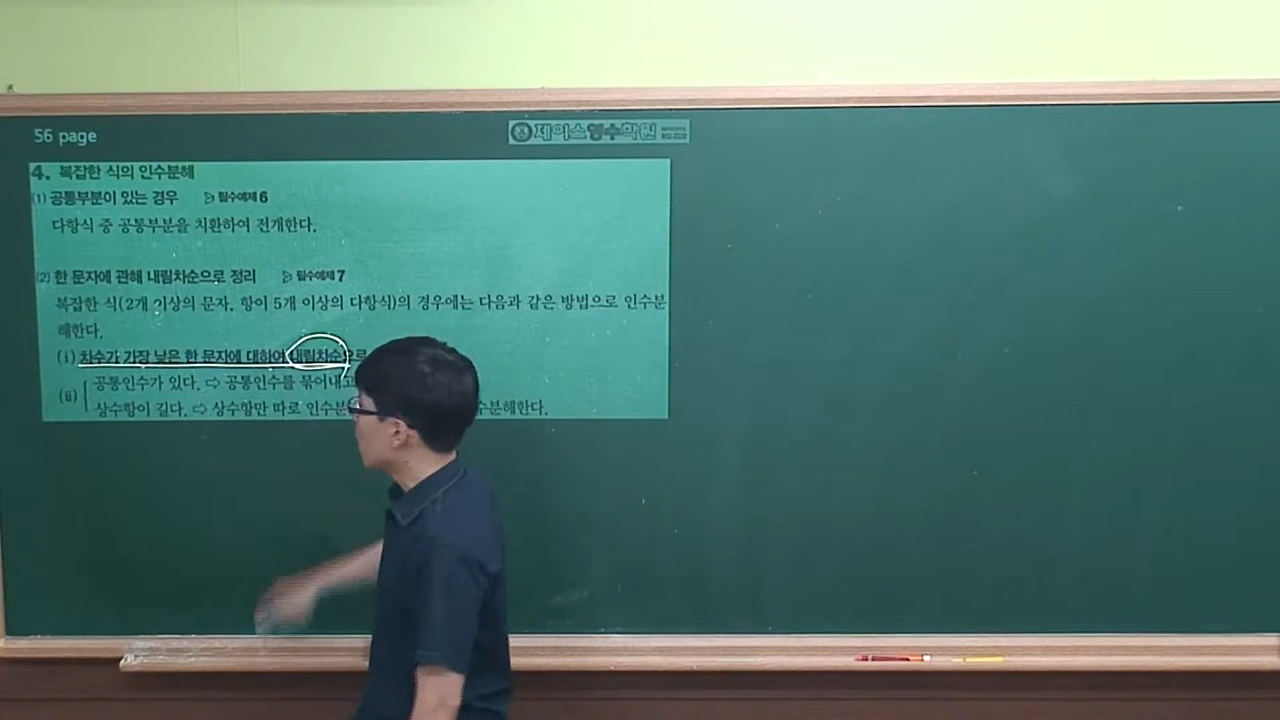 56 page
제이스영수학원
4. 복잡한 식의 인수분해
(1) 공통부분이 있는 경우 ▷ 필수예제 6
다항식 중 공통부분을 치환하여 전개한다.
(2) 한 문자에 관해 내림차순으로 정리 ▷ 필수예제 7
복잡한 식(2개 이상의 문자, 항이 5개 이상의 다항식)의 경우에는 다음과 같은 방법으로 인수분
해한다.
(i) 차수가 가장 낮은 한 문자에 대하여 내림차순으로
(ii) 공통인수가 있다. ⇨ 공통인수를 묶어내고
상수항이 길다. ⇨ 상수항만 따로 인수분 수분해한다.